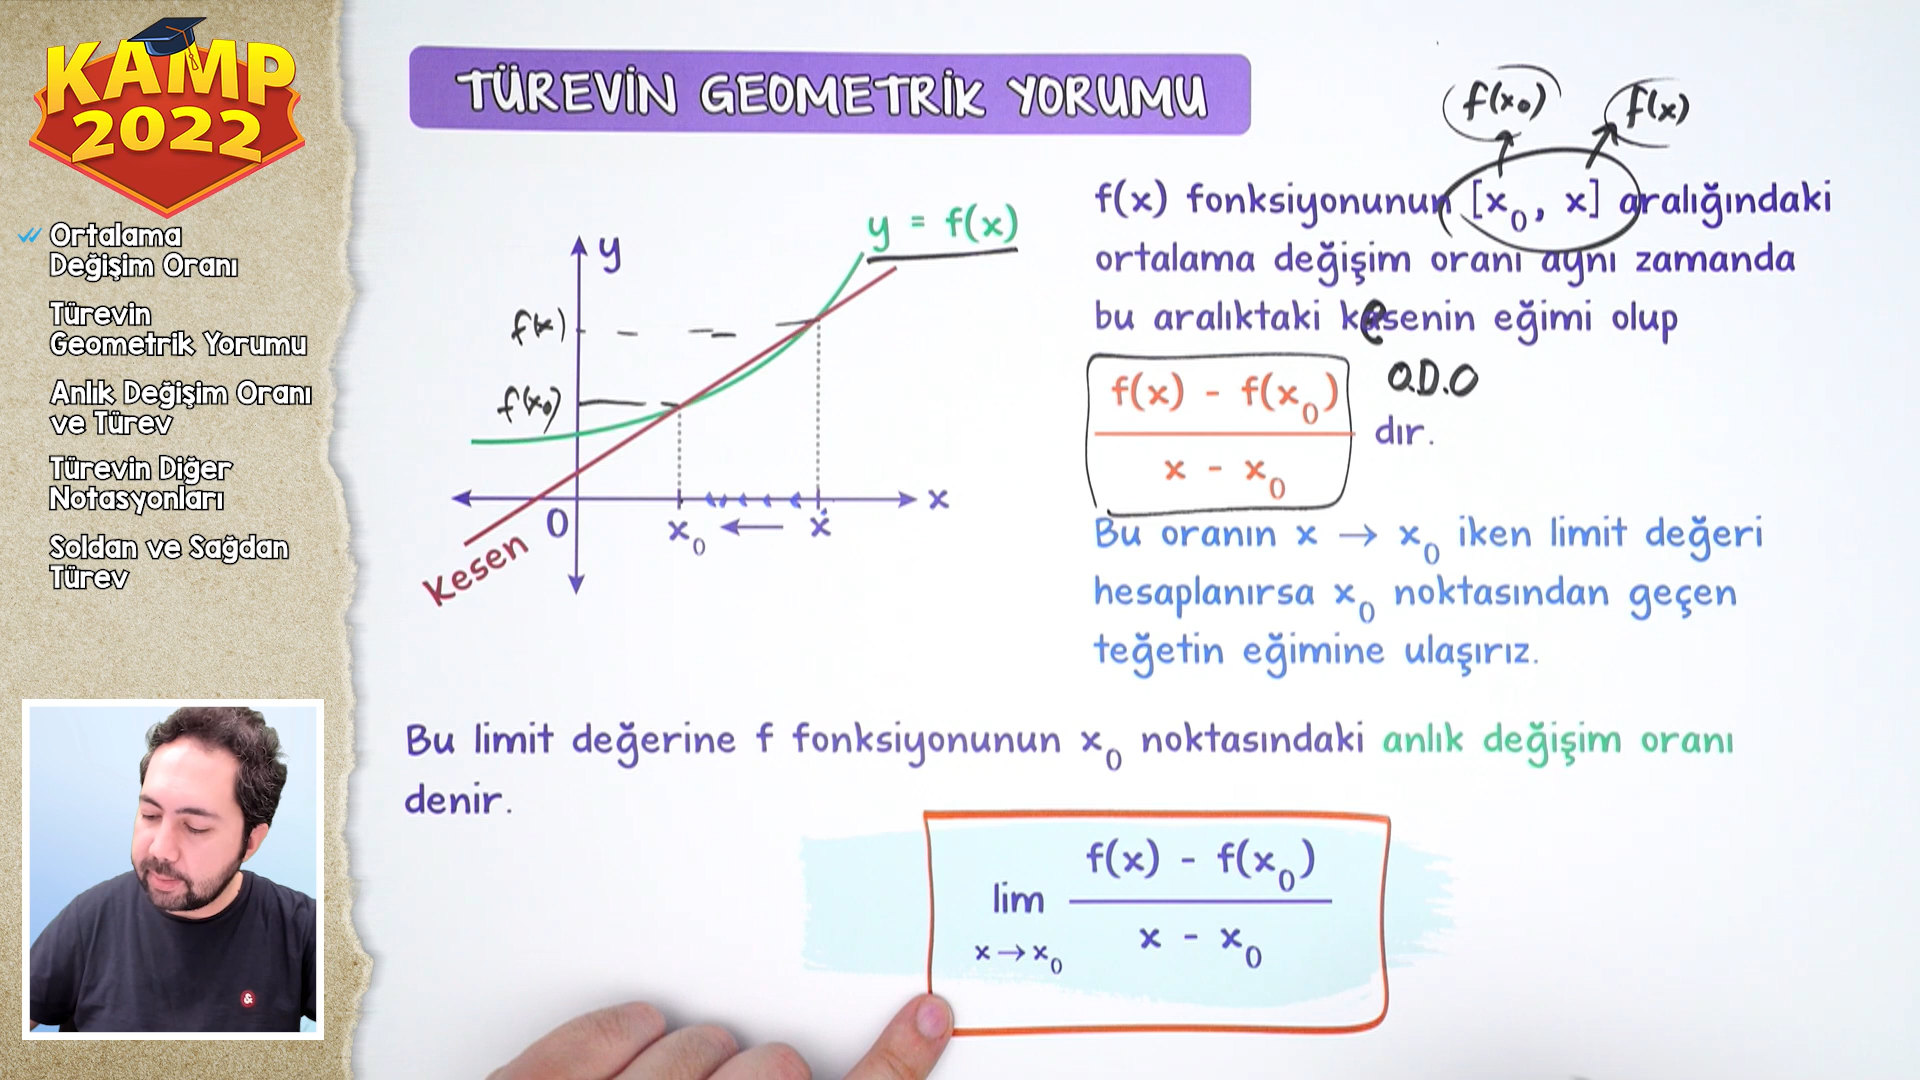 KAMP
2022
Ortalama
Değişim Oranı
Türevin
Geometrik Yorumu
Anlık Değişim Oranı
ve Türev
Türevin Diğer
Notasyonları
Soldan ve Sağdan
Türev
TÜREVİN GEOMETRİK YORUMU
f(x₀) f(x)
f(x) fonksiyonunun [x₀, x] aralığındaki
ortalama değişim oranı aynı zamanda
bu aralıktaki kesenin eğimi olup
f(x) - f(x₀)
x - x₀
O.D.O
dır.
y = f(x)
y
f(x)
f(x₀)
0
x₀ ← x
x
Kesen
Bu oranın x → x₀ iken limit değeri
hesaplanırsa x₀ noktasından geçen
teğetin eğimine ulaşırız.
Bu limit değerine f fonksiyonunun x₀ noktasındaki anlık değişim oranı
denir.
f(x) - f(x₀)
lim
x→x₀
x - x₀
&